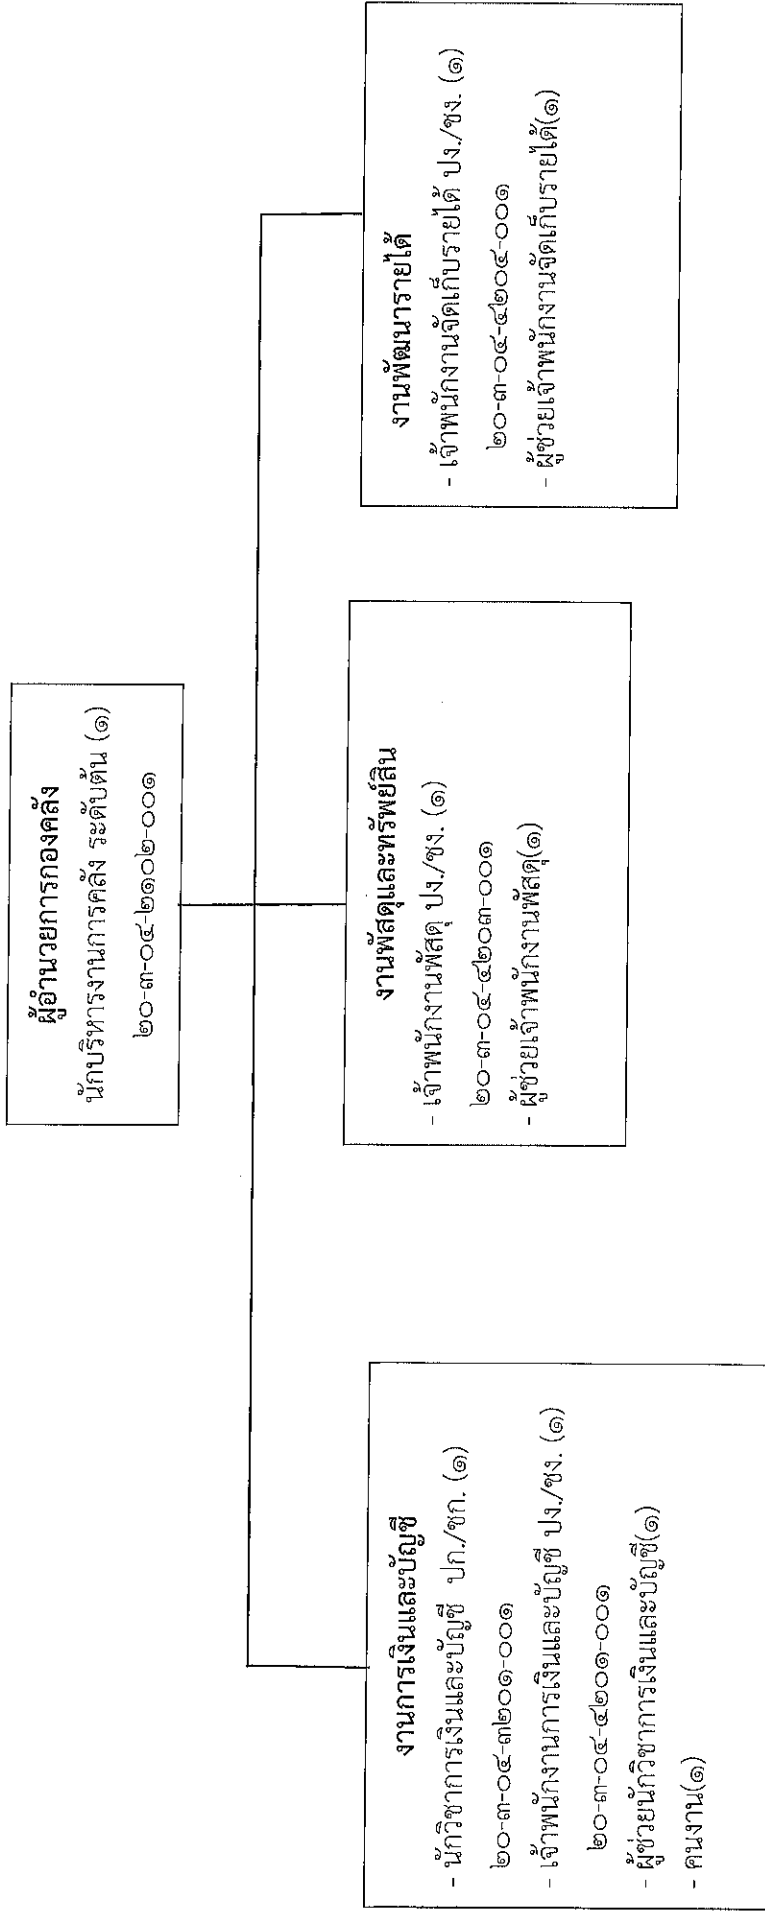 ผู้อำนวยการกองคลัง
นักบริหารงานการคลัง ระดับต้น (๑)
๒๐-๓-๐๔-๒๑๐๒-๐๐๑
งานการเงินและบัญชี
- นักวิชาการเงินและบัญชี ปก./ชก. (๑)
๒๐-๓-๐๔-๓๒๐๑-๐๐๑
- เจ้าพนักงานการเงินและบัญชี ปง./ชง. (๑)
๒๐-๓-๐๔-๔๒๐๑-๐๐๑
- ผู้ช่วยนักวิชาการเงินและบัญชี(๑)
- คนงาน(๑)
งานพัสดุและทรัพย์สิน
- เจ้าพนักงานพัสดุ ปง./ชง. (๑)
๒๐-๓-๐๔-๔๒๐๓-๐๐๑
- ผู้ช่วยเจ้าพนักงานพัสดุ(๑)
งานพัฒนารายได้
- เจ้าพนักงานจัดเก็บรายได้ ปง./ชง. (๑)
๒๐-๓-๐๔-๔๒๐๔-๐๐๑
- ผู้ช่วยเจ้าพนักงานจัดเก็บรายได้(๑)